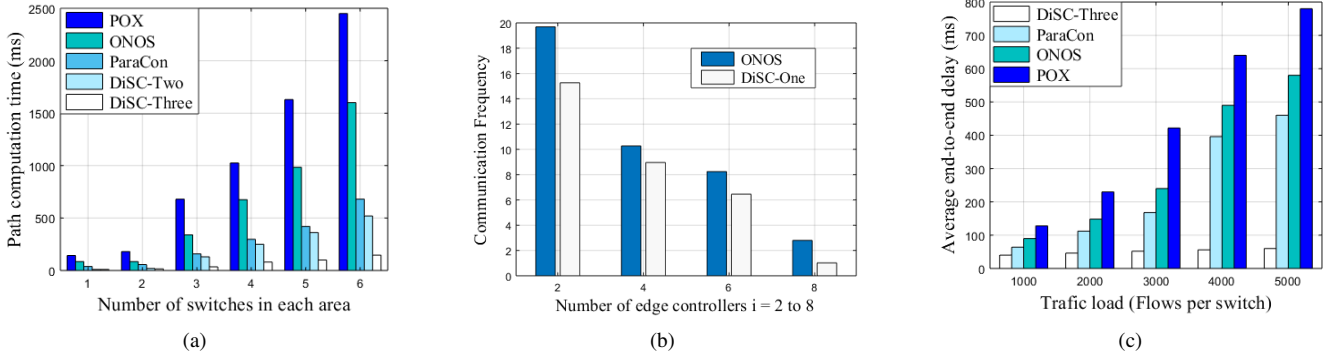 Path computation time (ms)
2500
2000
1500
1000
500
0
POX
ONOS
ParaCon
DiSC-Two
DiSC-Three
1 2 3 4 5 6
Number of switches in each area
(a)
Communication Frequency
20
18
16
14
12
10
8
6
4
2
0
ONOS
DiSC-One
2 4 6 8
Number of edge controllers i = 2 to 8
(b)
Average end-to-end delay (ms)
800
700
600
500
400
300
200
100
0
DiSC-Three
ParaCon
ONOS
POX
1000 2000 3000 4000 5000
Trafic load (Flows per switch)
(c)